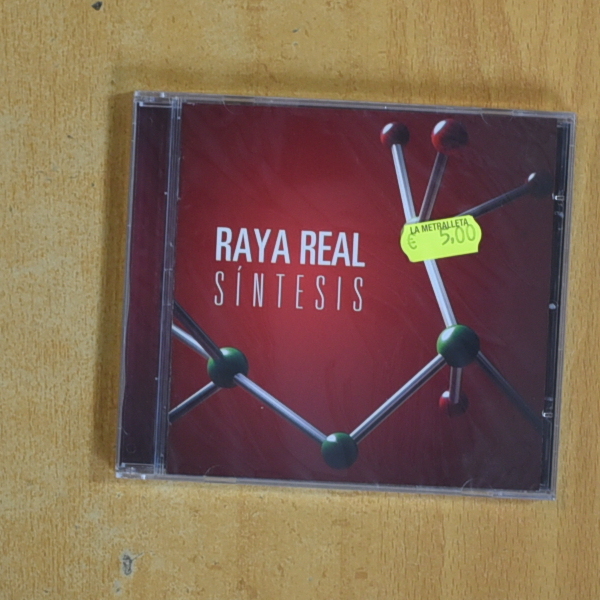 RAYA REAL
SÍNTESIS
LA METRALLETA
€ 5,00